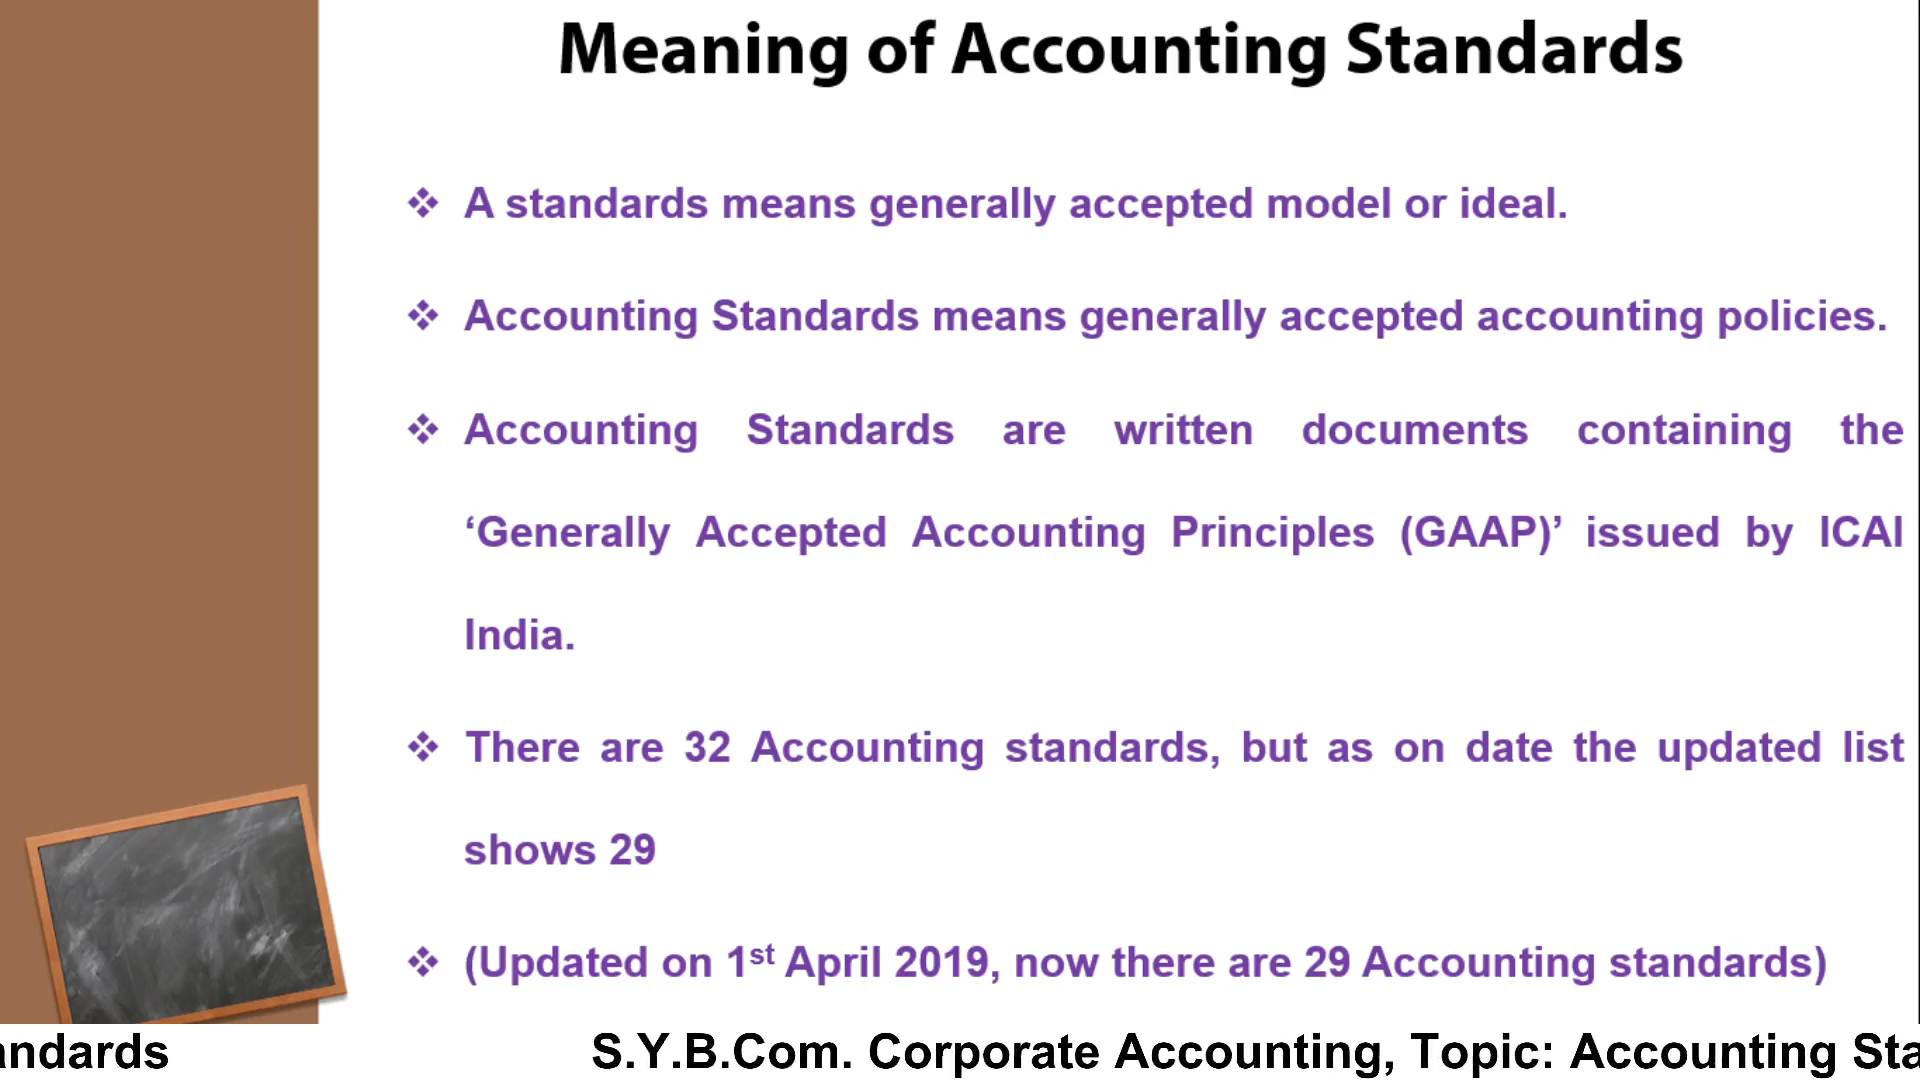 Meaning of Accounting Standards
❖ A standards means generally accepted model or ideal.
❖ Accounting Standards means generally accepted accounting policies.
❖ Accounting Standards are written documents containing the
‘Generally Accepted Accounting Principles (GAAP)’ issued by ICAI
India.
❖ There are 32 Accounting standards, but as on date the updated list
shows 29
❖ (Updated on 1st April 2019, now there are 29 Accounting standards)
andards S.Y.B.Com. Corporate Accounting, Topic: Accounting Sta